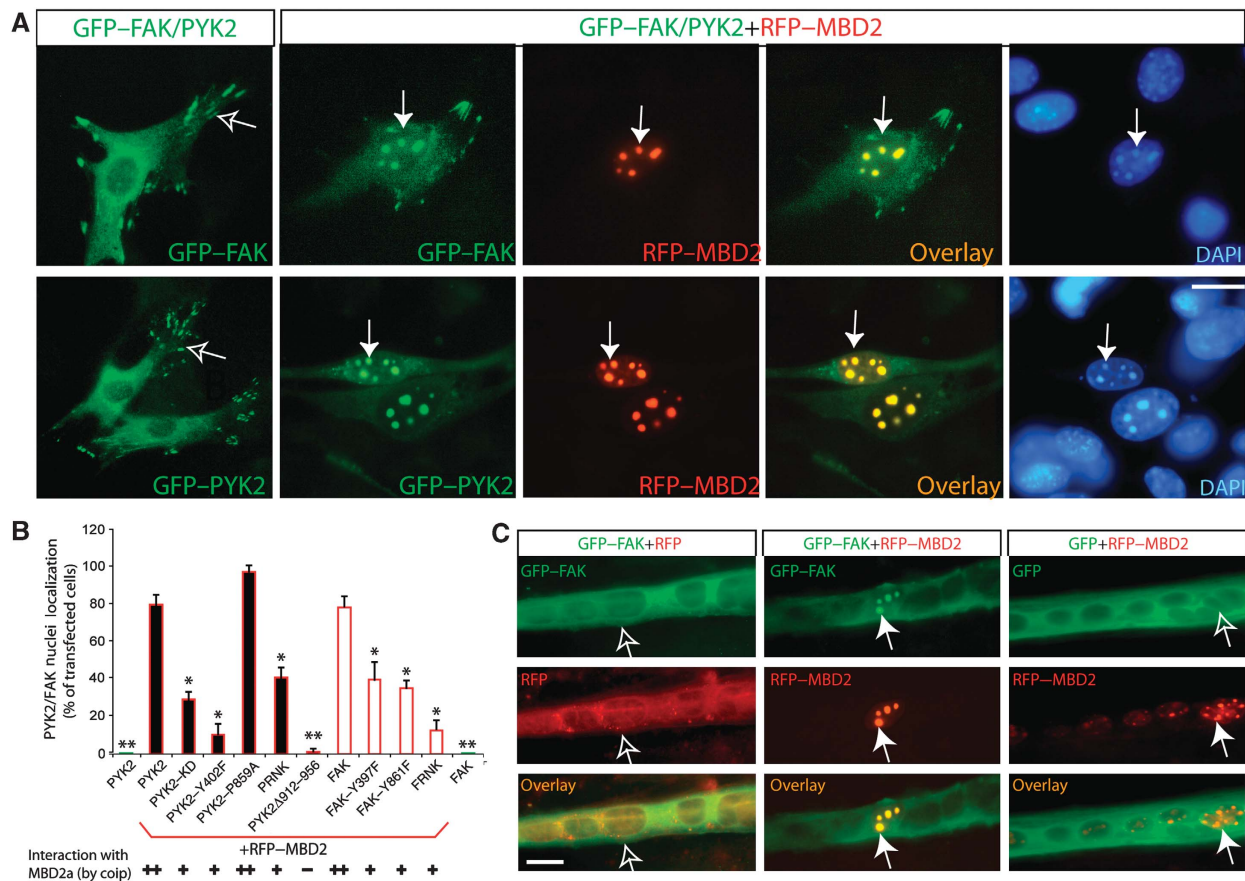 A
GFP–FAK/PYK2
GFP–FAK/PYK2+RFP–MBD2
GFP–FAK
GFP–FAK
RFP–MBD2
Overlay
DAPI
GFP–PYK2
GFP–PYK2
RFP–MBD2
Overlay
DAPI
B
PYK2/FAK nuclei localization
(% of transfected cells)
120
100
80
60
40
20
0
**
*
*
*
**
*
*
*
**
PYK2
PYK2
PYK2–KD
PYK2–Y402F
PYK2–P859A
PRNK
PYK2Δ912–956
FAK
FAK–Y397F
FAK–Y861F
FRNK
FAK
+RFP–MBD2
Interaction with
MBD2a (by coip)
++ + + ++ + – ++ + + +
C
GFP–FAK+RFP
GFP–FAK+RFP–MBD2
GFP+RFP–MBD2
GFP–FAK
GFP–FAK
GFP
RFP
RFP–MBD2
RFP–MBD2
Overlay
Overlay
Overlay